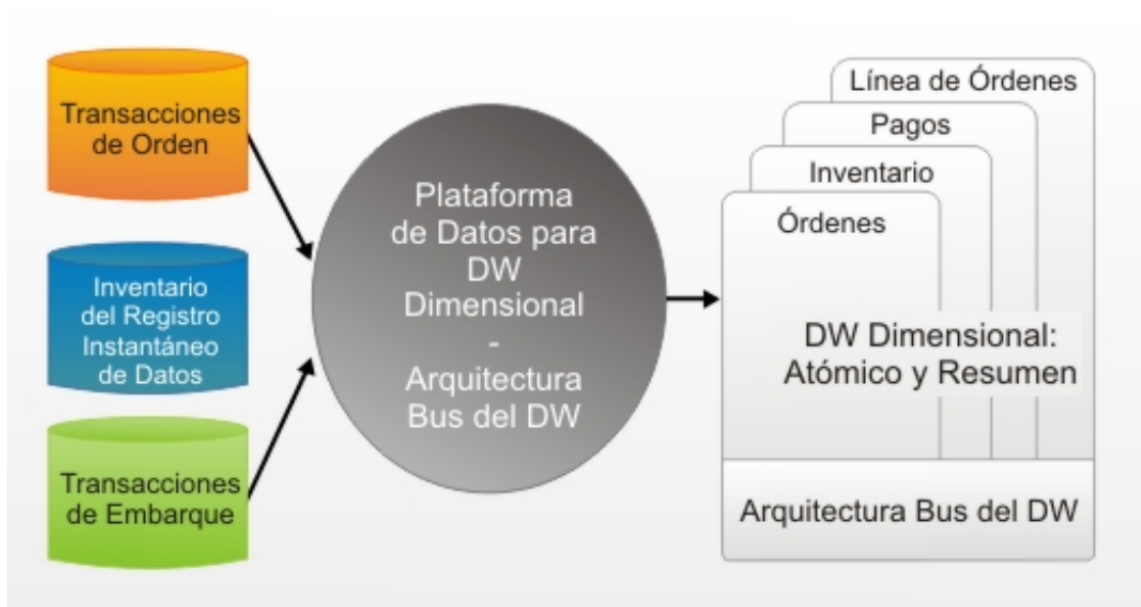 Transacciones
de Orden
Inventario
del Registro
Instantáneo
de Datos
Transacciones
de Embarque
Plataforma
de Datos para
DW
Dimensional
-
Arquitectura
Bus del DW
Línea de Órdenes
Pagos
Inventario
Órdenes
DW Dimensional:
Atómico y Resumen
Arquitectura Bus del DW